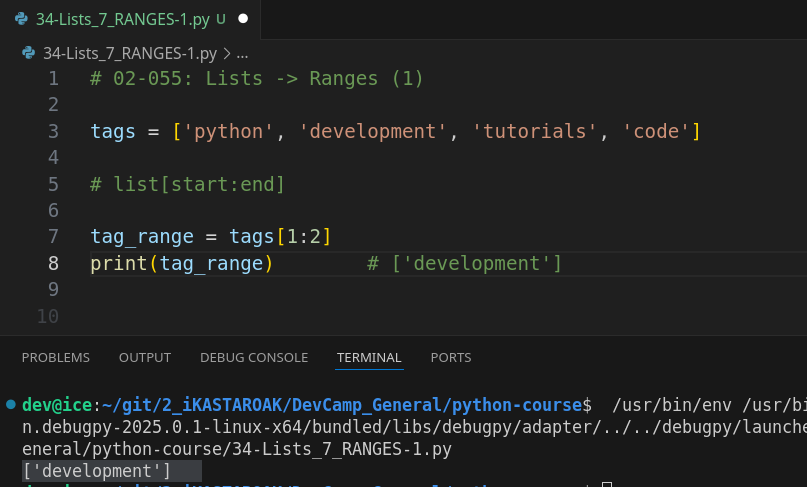 34-Lists_7_RANGES-1.py U
34-Lists_7_RANGES-1.py > ...
1 # 02-055: Lists -> Ranges (1)
2
3 tags = ['python', 'development', 'tutorials', 'code']
4
5 # list[start:end]
6
7 tag_range = tags[1:2]
8 print(tag_range)        # ['development']
9
10
PROBLEMS OUTPUT DEBUG CONSOLE TERMINAL PORTS
dev@ice:~/git/2_iKASTAROAK/DevCamp_General/python-course$  /usr/bin/env /usr/bi
n.debugpy-2025.0.1-linux-x64/bundled/libs/debugpy/adapter/../../debugpy/launche
eneral/python-course/34-Lists_7_RANGES-1.py
['development']